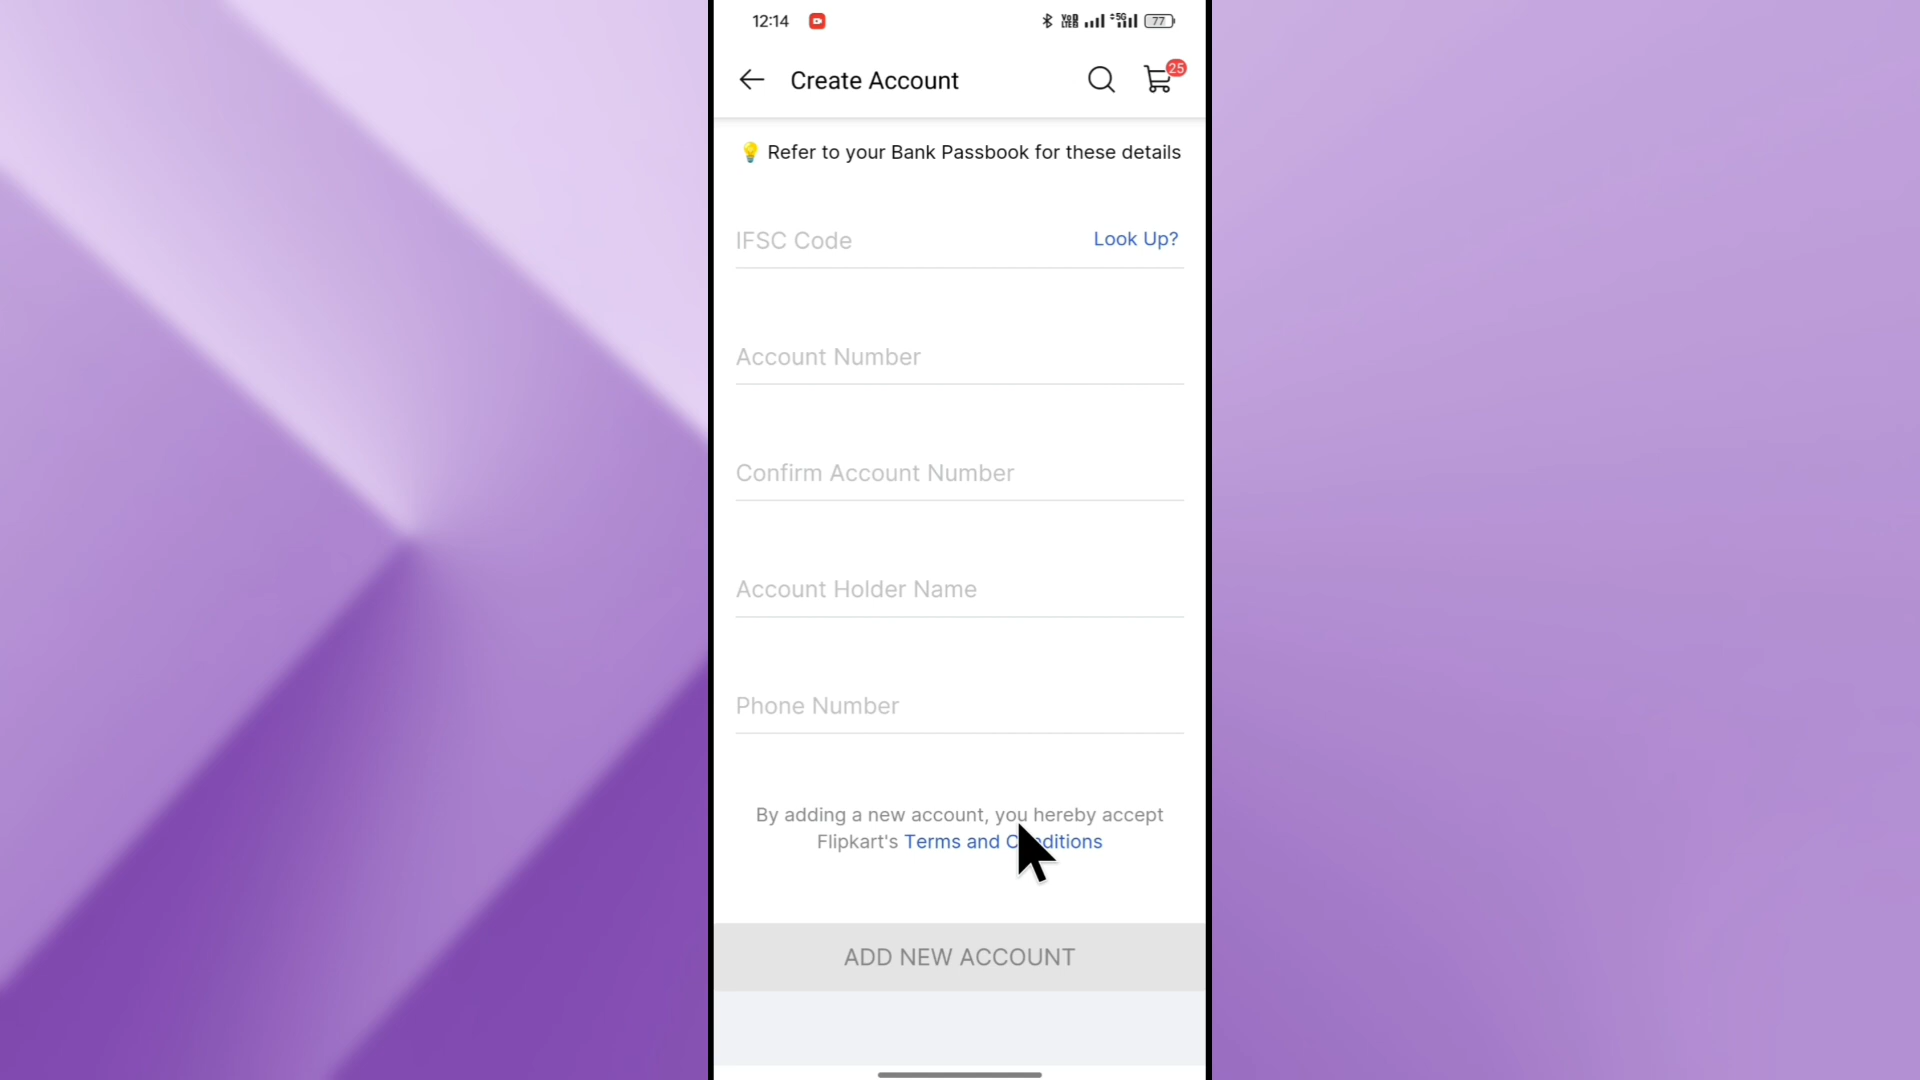 12:14
77
Create Account
25
Refer to your Bank Passbook for these details
IFSC Code
Look Up?
Account Number
Confirm Account Number
Account Holder Name
Phone Number
By adding a new account, you hereby accept
Flipkart's Terms and Conditions
ADD NEW ACCOUNT